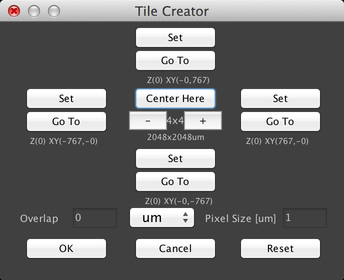 Tile Creator
Set
Go To
Z(0) XY(-0,767)
Set Center Here Set
Go To - 4x4 + Go To
Z(0) XY(-767,-0) 2048x2048um Z(0) XY(767,-0)
Set
Go To
Z(0) XY(-0,-767)
Overlap 0 um Pixel Size [um] 1
OK Cancel Reset